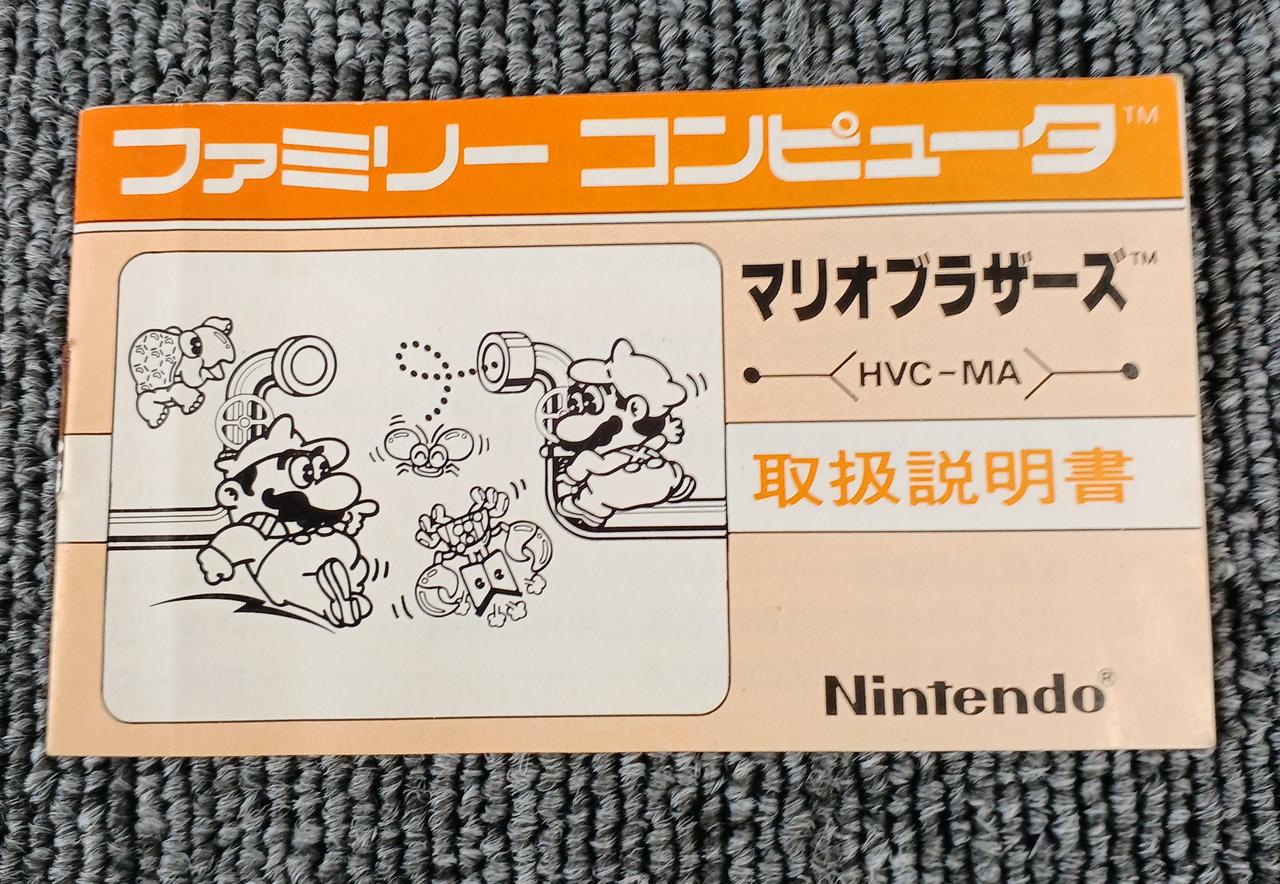 ファミリー コンピュータ™
マリオブラザーズ™
HVC-MA
取扱説明書
Nintendo®